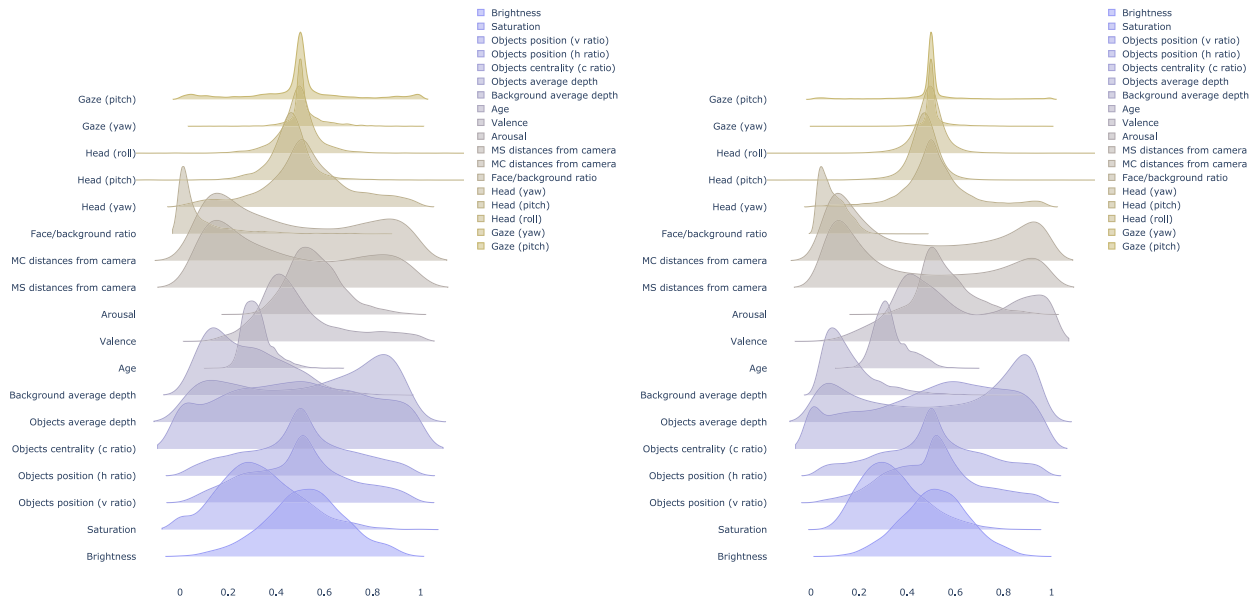 Gaze (pitch)
Gaze (yaw)
Head (roll)
Head (pitch)
Head (yaw)
Face/background ratio
MC distances from camera
MS distances from camera
Arousal
Valence
Age
Background average depth
Objects average depth
Objects centrality (c ratio)
Objects position (h ratio)
Objects position (v ratio)
Saturation
Brightness
0 0.2 0.4 0.6 0.8 1
Brightness
Saturation
Objects position (v ratio)
Objects position (h ratio)
Objects centrality (c ratio)
Objects average depth
Background average depth
Age
Valence
Arousal
MS distances from camera
MC distances from camera
Face/background ratio
Head (yaw)
Head (pitch)
Head (roll)
Gaze (yaw)
Gaze (pitch)
Gaze (pitch)
Gaze (yaw)
Head (roll)
Head (pitch)
Head (yaw)
Face/background ratio
MC distances from camera
MS distances from camera
Arousal
Valence
Age
Background average depth
Objects average depth
Objects centrality (c ratio)
Objects position (h ratio)
Objects position (v ratio)
Saturation
Brightness
0 0.2 0.4 0.6 0.8 1
Brightness
Saturation
Objects position (v ratio)
Objects position (h ratio)
Objects centrality (c ratio)
Objects average depth
Background average depth
Age
Valence
Arousal
MS distances from camera
MC distances from camera
Face/background ratio
Head (yaw)
Head (pitch)
Head (roll)
Gaze (yaw)
Gaze (pitch)